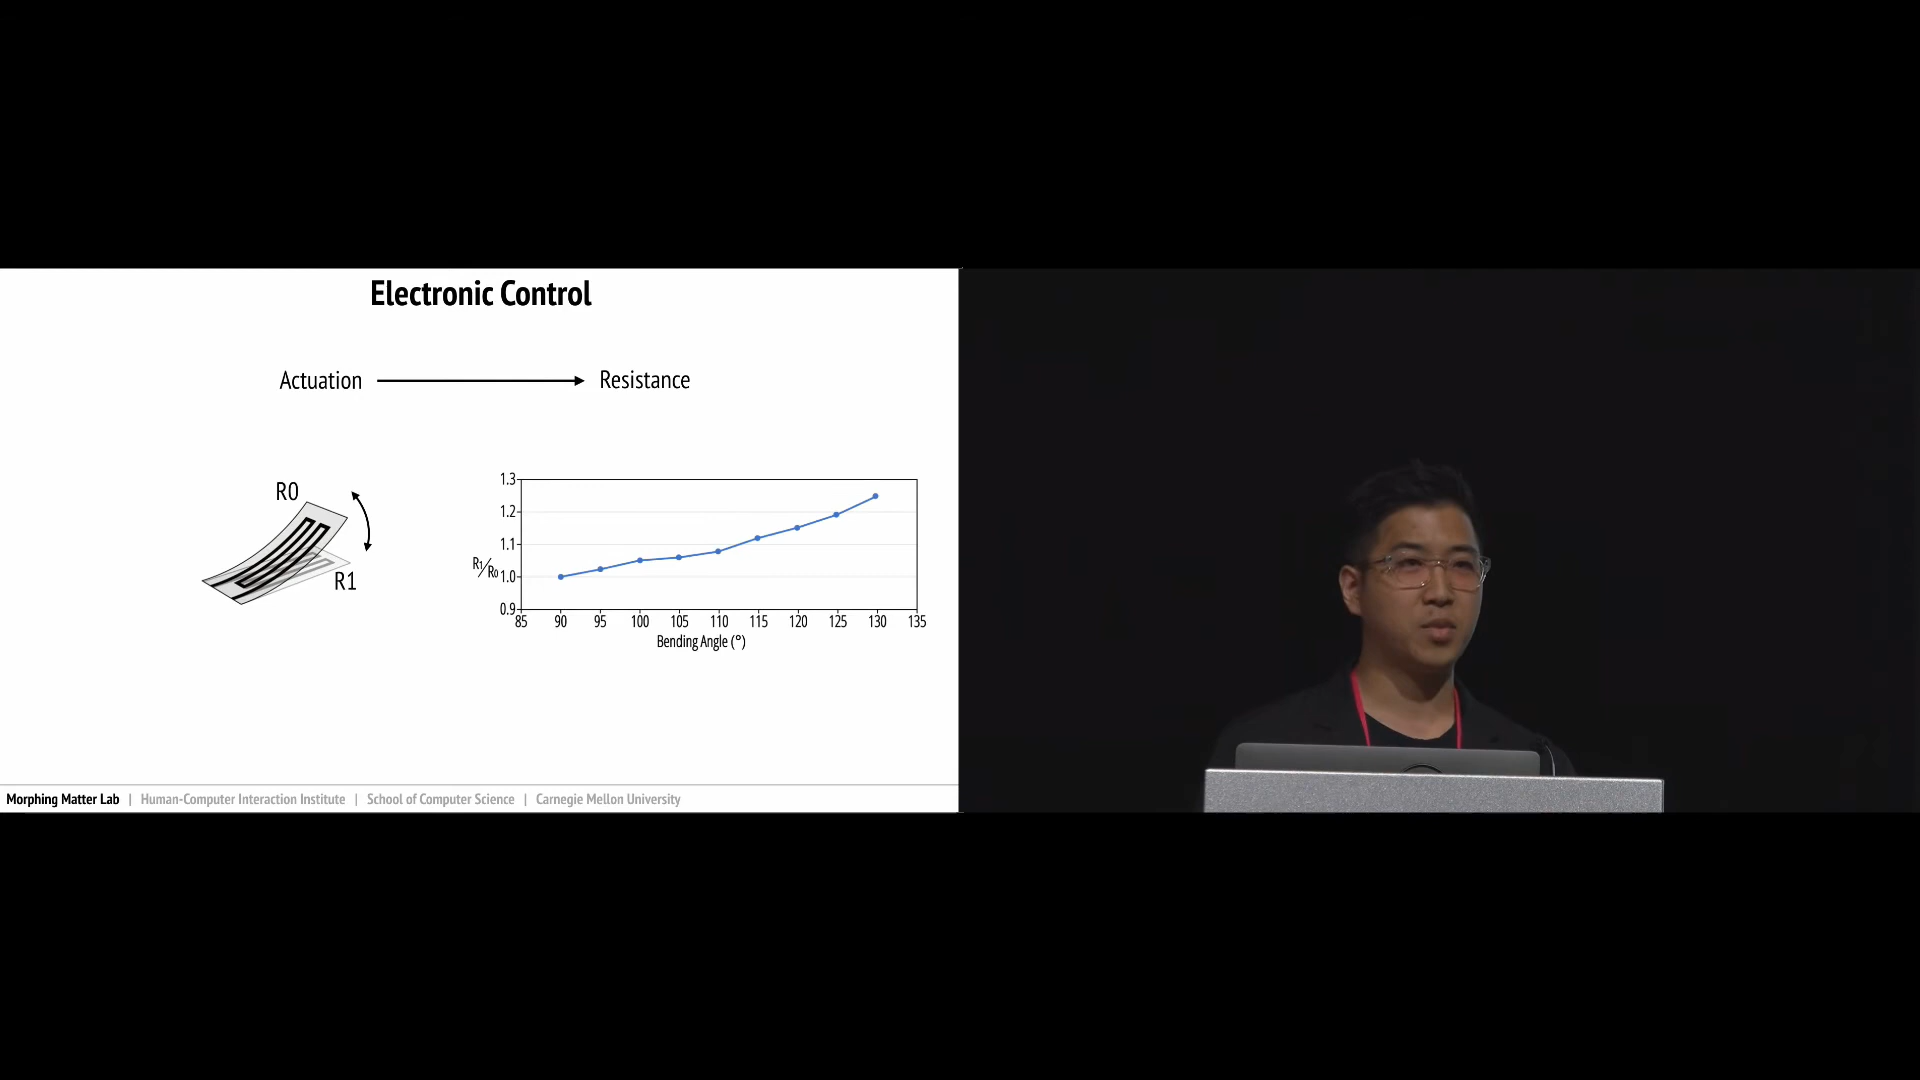 Electronic Control
Actuation
Resistance
R0
R1
1.3
1.2
1.1
1.0
0.9
R1/R0
85 90 95 100 105 110 115 120 125 130 135
Bending Angle (°)
Morphing Matter Lab | Human-Computer Interaction Institute | School of Computer Science | Carnegie Mellon University